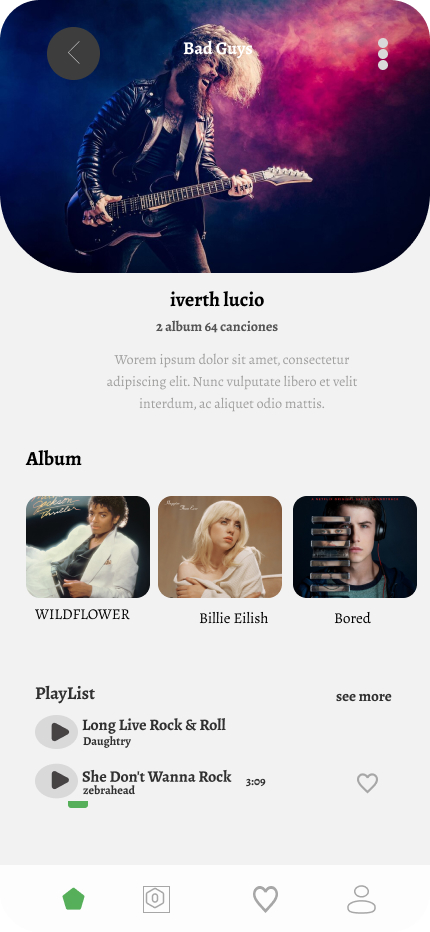 Bad Guys
iverth lucio
2 album 64 canciones
Worem ipsum dolor sit amet, consectetur
adipiscing elit. Nunc vulputate libero et velit
interdum, ac aliquet odio mattis.
Album
Jackson
Thriller
WILDFLOWER
Billie Eilish
Bored
PlayList
see more
Long Live Rock & Roll
Daughtry
She Don't Wanna Rock
3:09
zebrahead